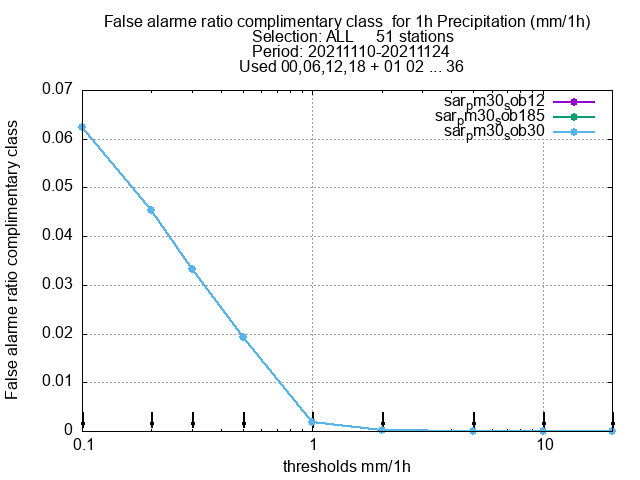 False alarme ratio complimentary class  for 1h Precipitation (mm/1h)
Selection: ALL     51 stations
Period: 20211110-20211124
Used 00,06,12,18 + 01 02 ... 36
sarpm30sob12
sarpm30sob185
sarpm30sob30
False alarme ratio complimentary class
0.07
0.06
0.05
0.04
0.03
0.02
0.01
0
0.1 1 10
thresholds mm/1h